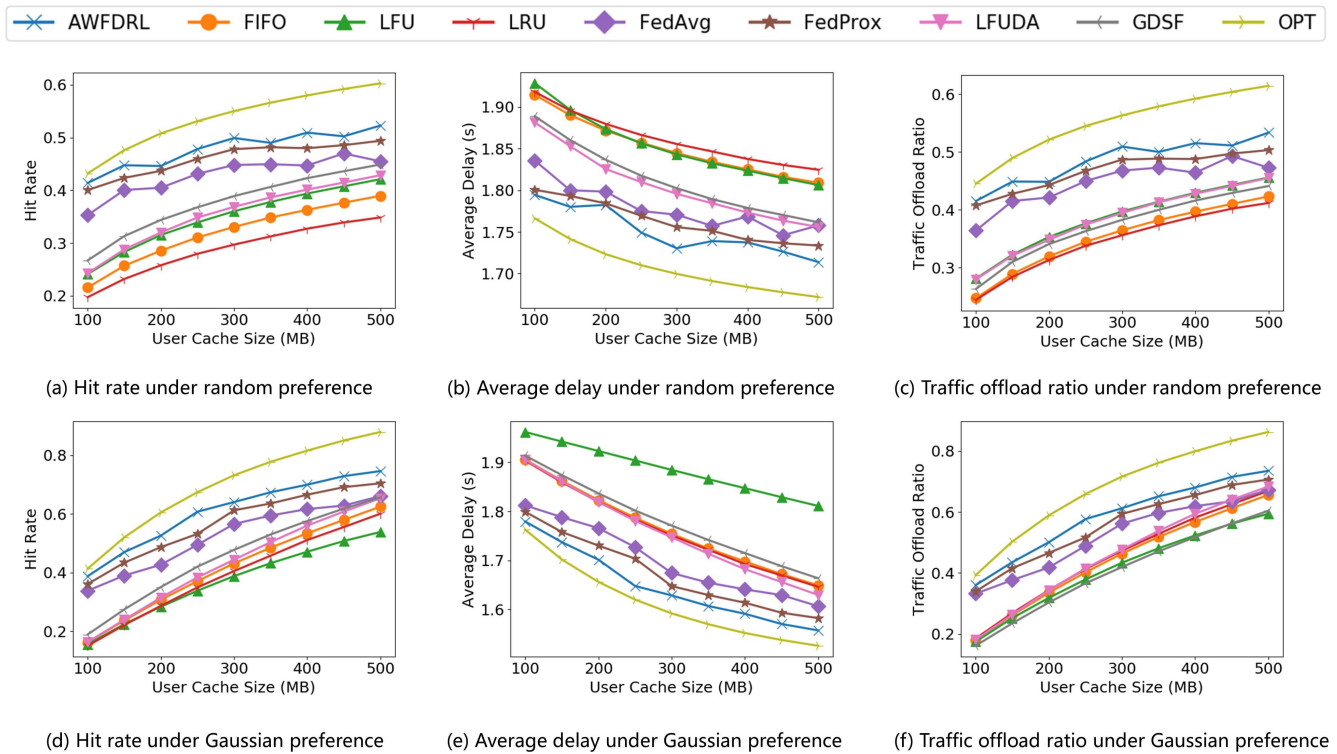 AWFDRL FIFO LFU LRU FedAvg FedProx LFUDA GDSF OPT
Hit Rate
0.6
0.5
0.4
0.3
0.2
100 200 300 400 500
User Cache Size (MB)
(a) Hit rate under random preference
Average Delay (s)
1.90
1.85
1.80
1.75
1.70
100 200 300 400 500
User Cache Size (MB)
(b) Average delay under random preference
Traffic Offload Ratio
0.6
0.5
0.4
0.3
100 200 300 400 500
User Cache Size (MB)
(c) Traffic offload ratio under random preference
Hit Rate
0.8
0.6
0.4
0.2
100 200 300 400 500
User Cache Size (MB)
(d) Hit rate under Gaussian preference
Average Delay (s)
1.9
1.8
1.7
1.6
100 200 300 400 500
User Cache Size (MB)
(e) Average delay under Gaussian preference
Traffic Offload Ratio
0.8
0.6
0.4
0.2
100 200 300 400 500
User Cache Size (MB)
(f) Traffic offload ratio under Gaussian preference